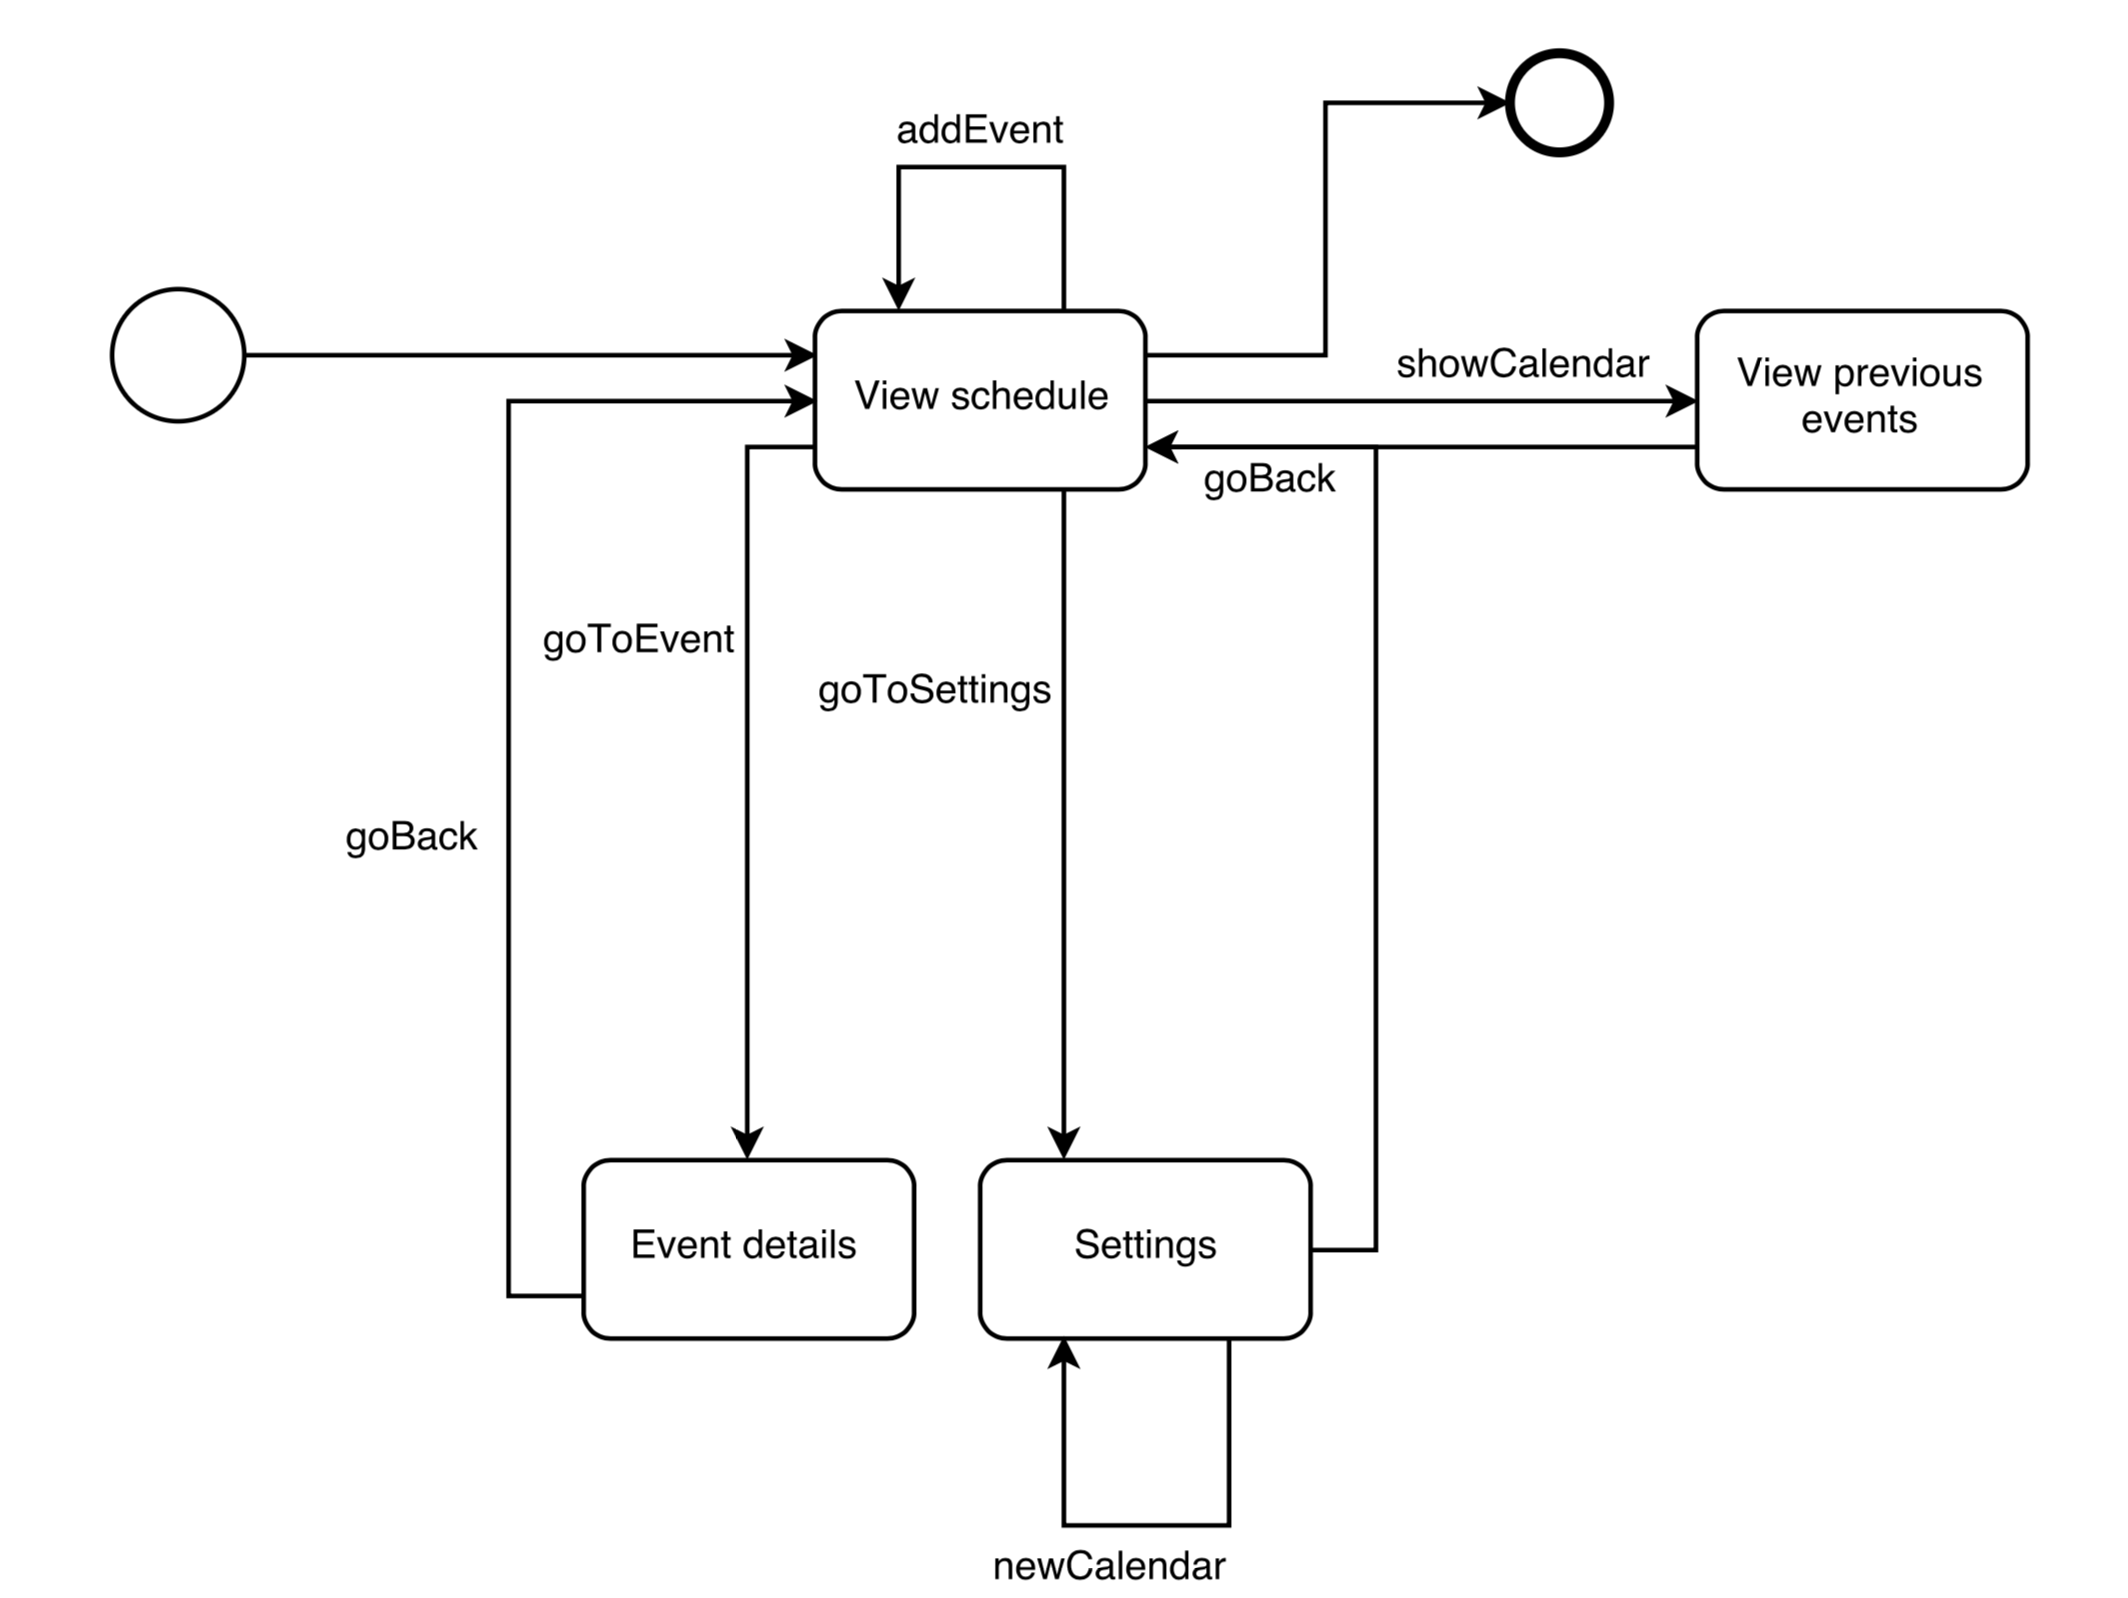 addEvent
View schedule
showCalendar
View previous
events
goBack
goToEvent
goToSettings
goBack
Event details
Settings
newCalendar